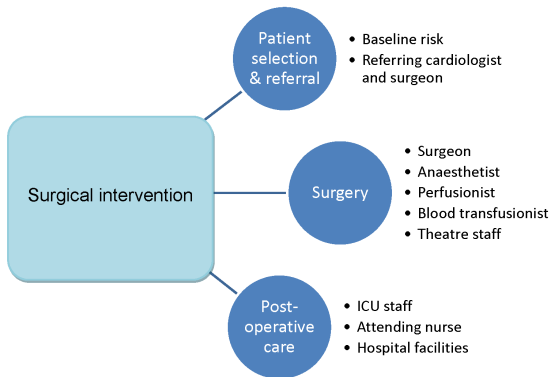 Patient
selection
& referral
• Baseline risk
• Referring cardiologist
and surgeon
Surgical intervention
Surgery
• Surgeon
• Anaesthetist
• Perfusionist
• Blood transfusionist
• Theatre staff
Post-
operative
care
• ICU staff
• Attending nurse
• Hospital facilities